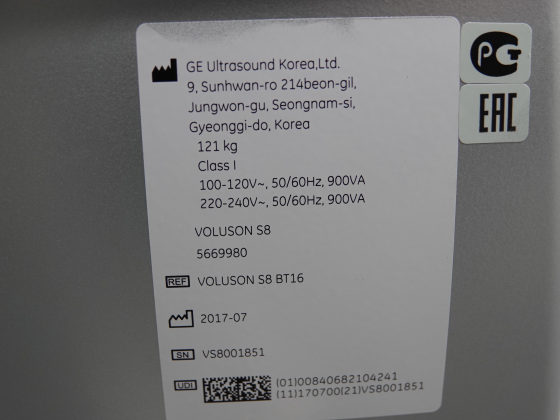 GE Ultrasound Korea,Ltd.
9, Sunhwan-ro 214beon-gil,
Jungwon-gu, Seongnam-si,
Gyeonggi-do, Korea
121 kg
Class I
100-120V~, 50/60Hz, 900VA
220-240V~, 50/60Hz, 900VA
VOLUSON S8
5669980
REF VOLUSON S8 BT16
2017-07
SN VS8001851
UDI (01)00840682104241
(11)170700(21)VS8001851
PG
EAC